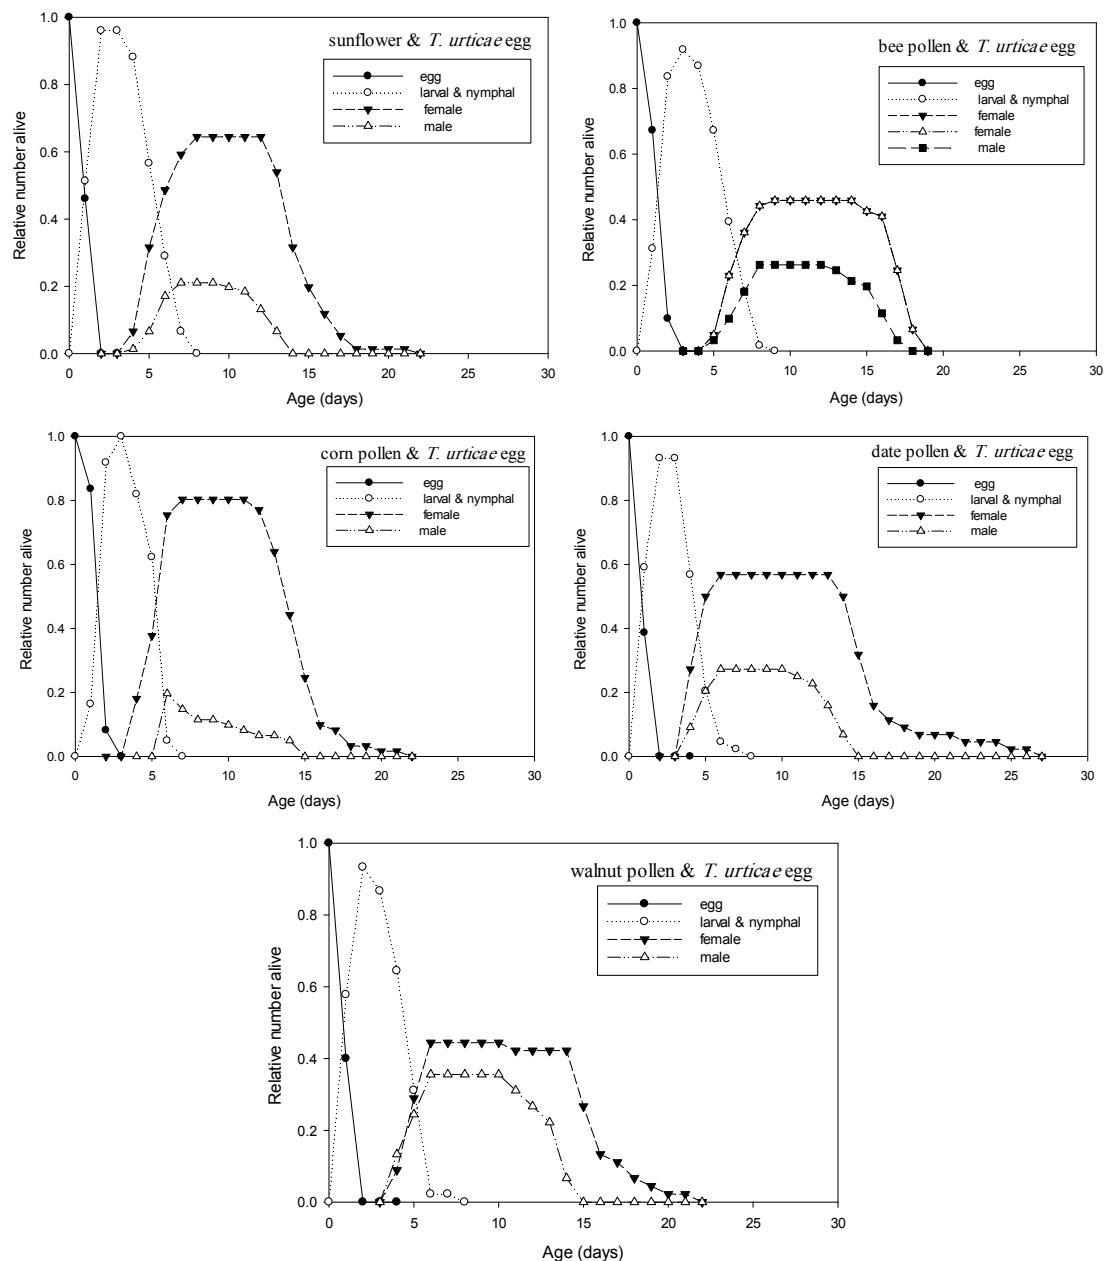 sunflower & T. urticae egg
egg
larval & nymphal
female
male
Relative number alive
1.0
0.8
0.6
0.4
0.2
0.0
0 5 10 15 20 25 30
Age (days)
bee pollen & T. urticae egg
egg
larval & nymphal
female
female
male
Relative number alive
1.0
0.8
0.6
0.4
0.2
0.0
0 5 10 15 20 25 30
Age (days)
corn pollen & T. urticae egg
egg
larval & nymphal
female
male
Relative number alive
1.0
0.8
0.6
0.4
0.2
0.0
0 5 10 15 20 25 30
Age (days)
date pollen & T. urticae egg
egg
larval & nymphal
female
male
Relative number alive
1.0
0.8
0.6
0.4
0.2
0.0
0 5 10 15 20 25 30
Age (days)
walnut pollen & T. urticae egg
egg
larval & nymphal
female
male
Relative number alive
1.0
0.8
0.6
0.4
0.2
0.0
0 5 10 15 20 25 30
Age (days)